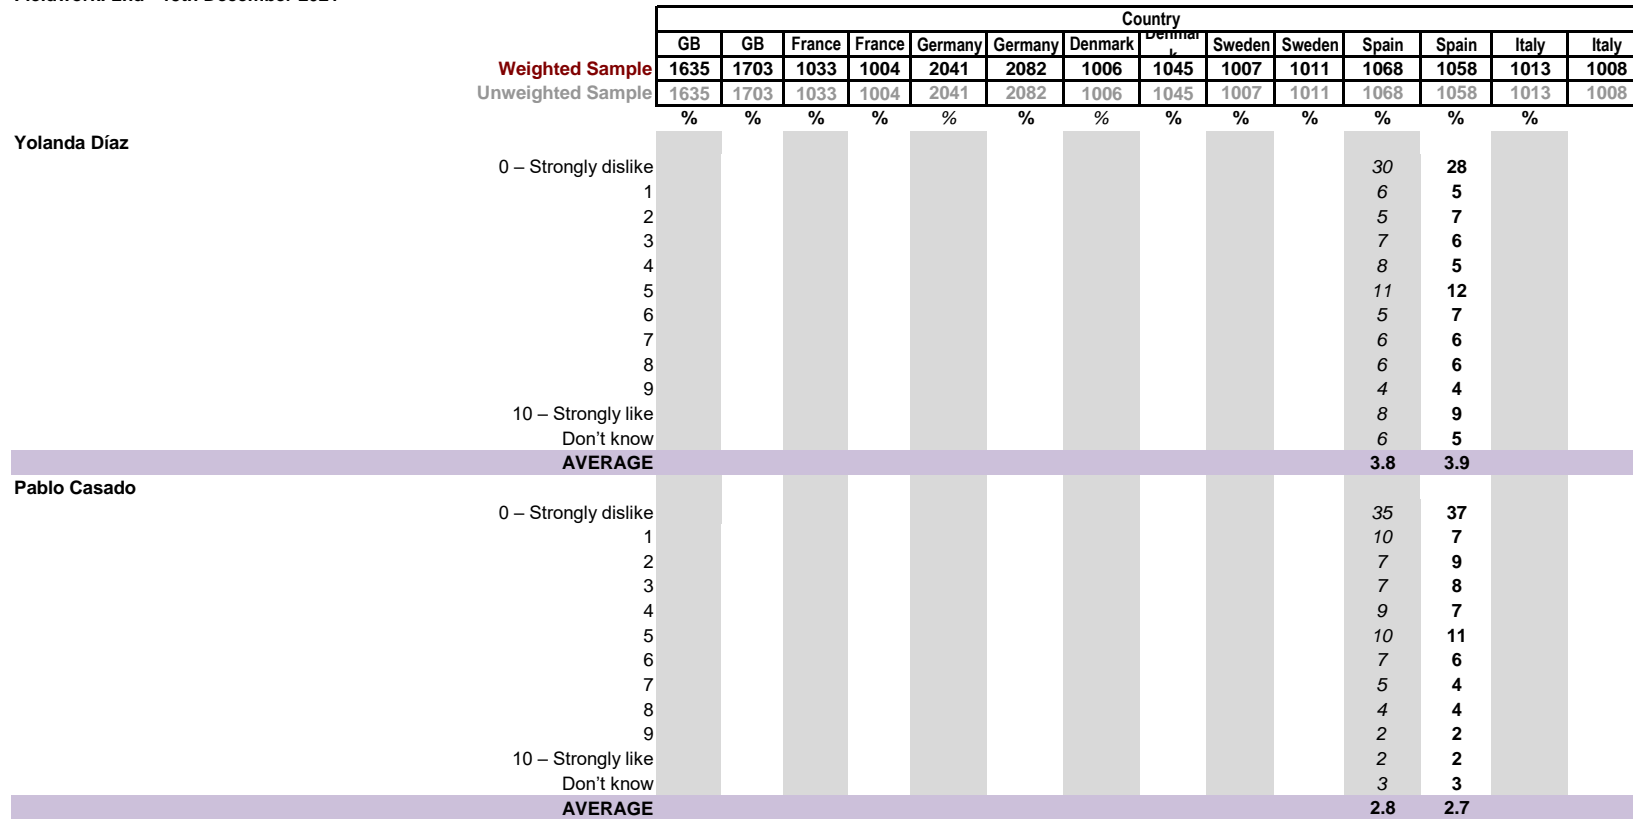 Country
GB GB France France Germany Germany Denmark Denmark Sweden Sweden Spain Spain Italy Italy
Weighted Sample 1635 1703 1033 1004 2041 2082 1006 1045 1007 1011 1068 1058 1013 1008
Unweighted Sample 1635 1703 1033 1004 2041 2082 1006 1045 1007 1011 1068 1058 1013 1008
% % % % % % % % % % % % %
Yolanda Díaz
0 – Strongly dislike 30 28
1 6 5
2 5 7
3 7 6
4 8 5
5 11 12
6 5 7
7 6 6
8 6 6
9 4 4
10 – Strongly like 8 9
Don't know 6 5
AVERAGE 3.8 3.9
Pablo Casado
0 – Strongly dislike 35 37
1 10 7
2 7 9
3 7 8
4 9 7
5 10 11
6 7 6
7 5 4
8 4 4
9 2 2
10 – Strongly like 2 2
Don't know 3 3
AVERAGE 2.8 2.7